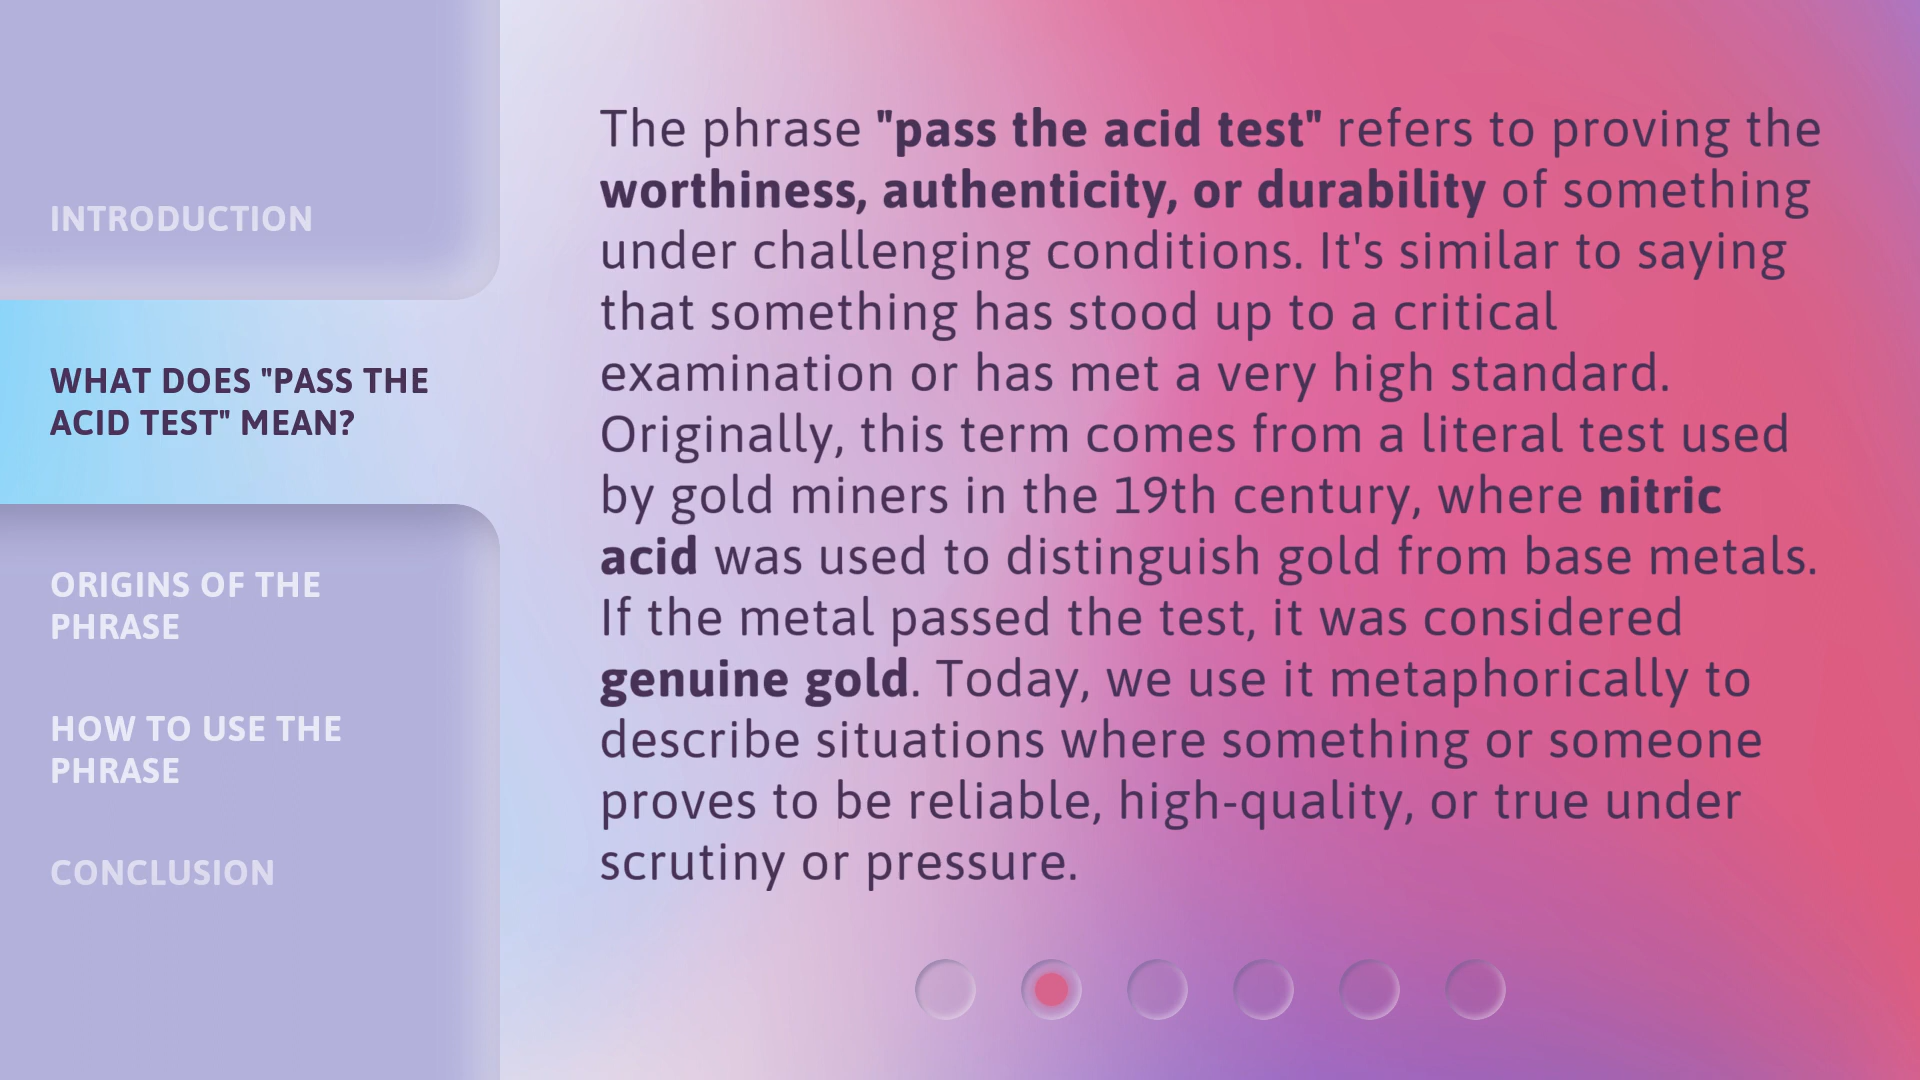 INTRODUCTION
WHAT DOES "PASS THE
ACID TEST" MEAN?
ORIGINS OF THE
PHRASE
HOW TO USE THE
PHRASE
CONCLUSION
The phrase "pass the acid test" refers to proving the
worthiness, authenticity, or durability of something
under challenging conditions. It's similar to saying
that something has stood up to a critical
examination or has met a very high standard.
Originally, this term comes from a literal test used
by gold miners in the 19th century, where nitric
acid was used to distinguish gold from base metals.
If the metal passed the test, it was considered
genuine gold. Today, we use it metaphorically to
describe situations where something or someone
proves to be reliable, high-quality, or true under
scrutiny or pressure.